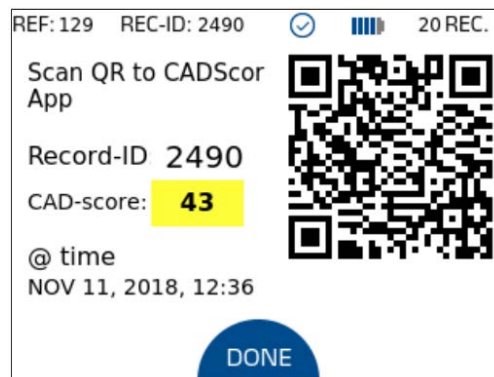 REF: 129 REC-ID: 2490 20 REC.
Scan QR to CADScor
App
Record-ID: 2490
CAD-score: 43
@ time
NOV 11, 2018, 12:36
DONE